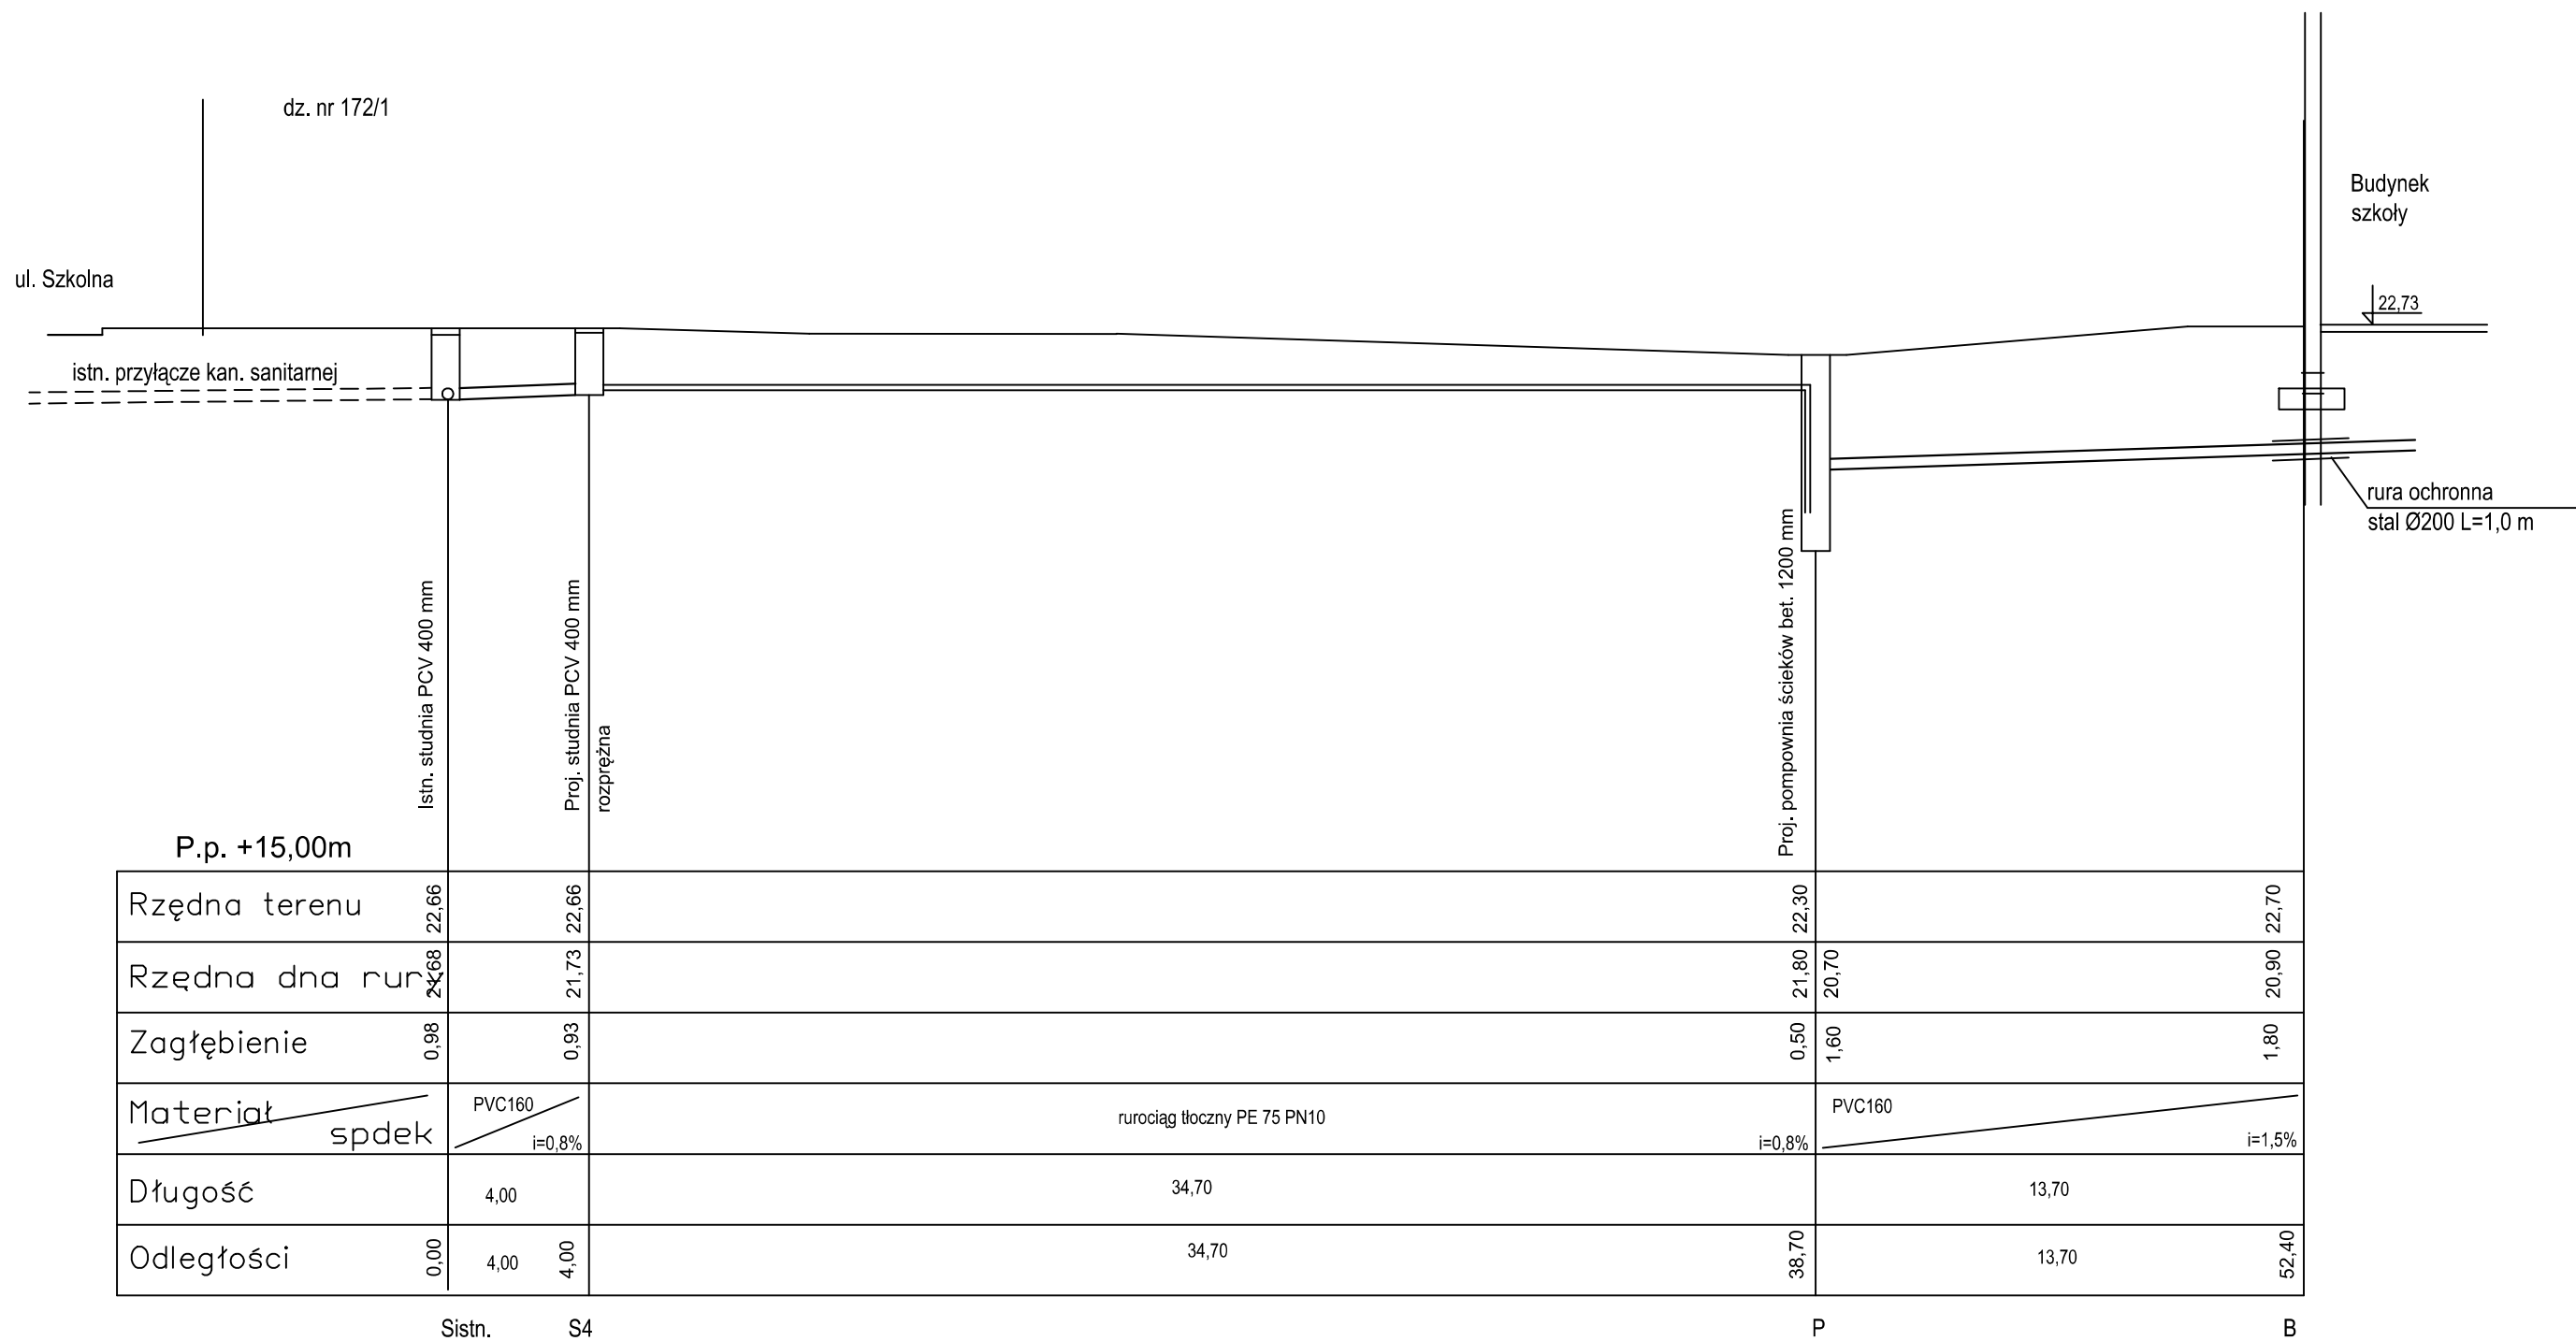 dz. nr 172/1
Budynek
szkoły
ul. Szkolna
22,73
istn. przyłącze kan. sanitarnej
rura ochronna
stal Ø200 L=1,0 m
Istn. studnia PCV 400 mm
Proj. studnia PCV 400 mm
rozprężna
Proj. pompownia ścieków bet. 1200 mm
P.p. +15,00m
Rzędna terenu 22,66 22,66 22,30 22,70
Rzędna dna rury 21,68 21,73 21,80 20,70 20,90
Zagłębienie 0,98 0,93 0,50 1,60 1,80
Materiał PVC160 rurociąg tłoczny PE 75 PN10 PVC160
spdek i=0,8% i=0,8% i=1,5%
Długość 4,00 34,70 13,70
Odległości 0,00 4,00 4,00 34,70 38,70 13,70 52,40
Sistn. S4 P B